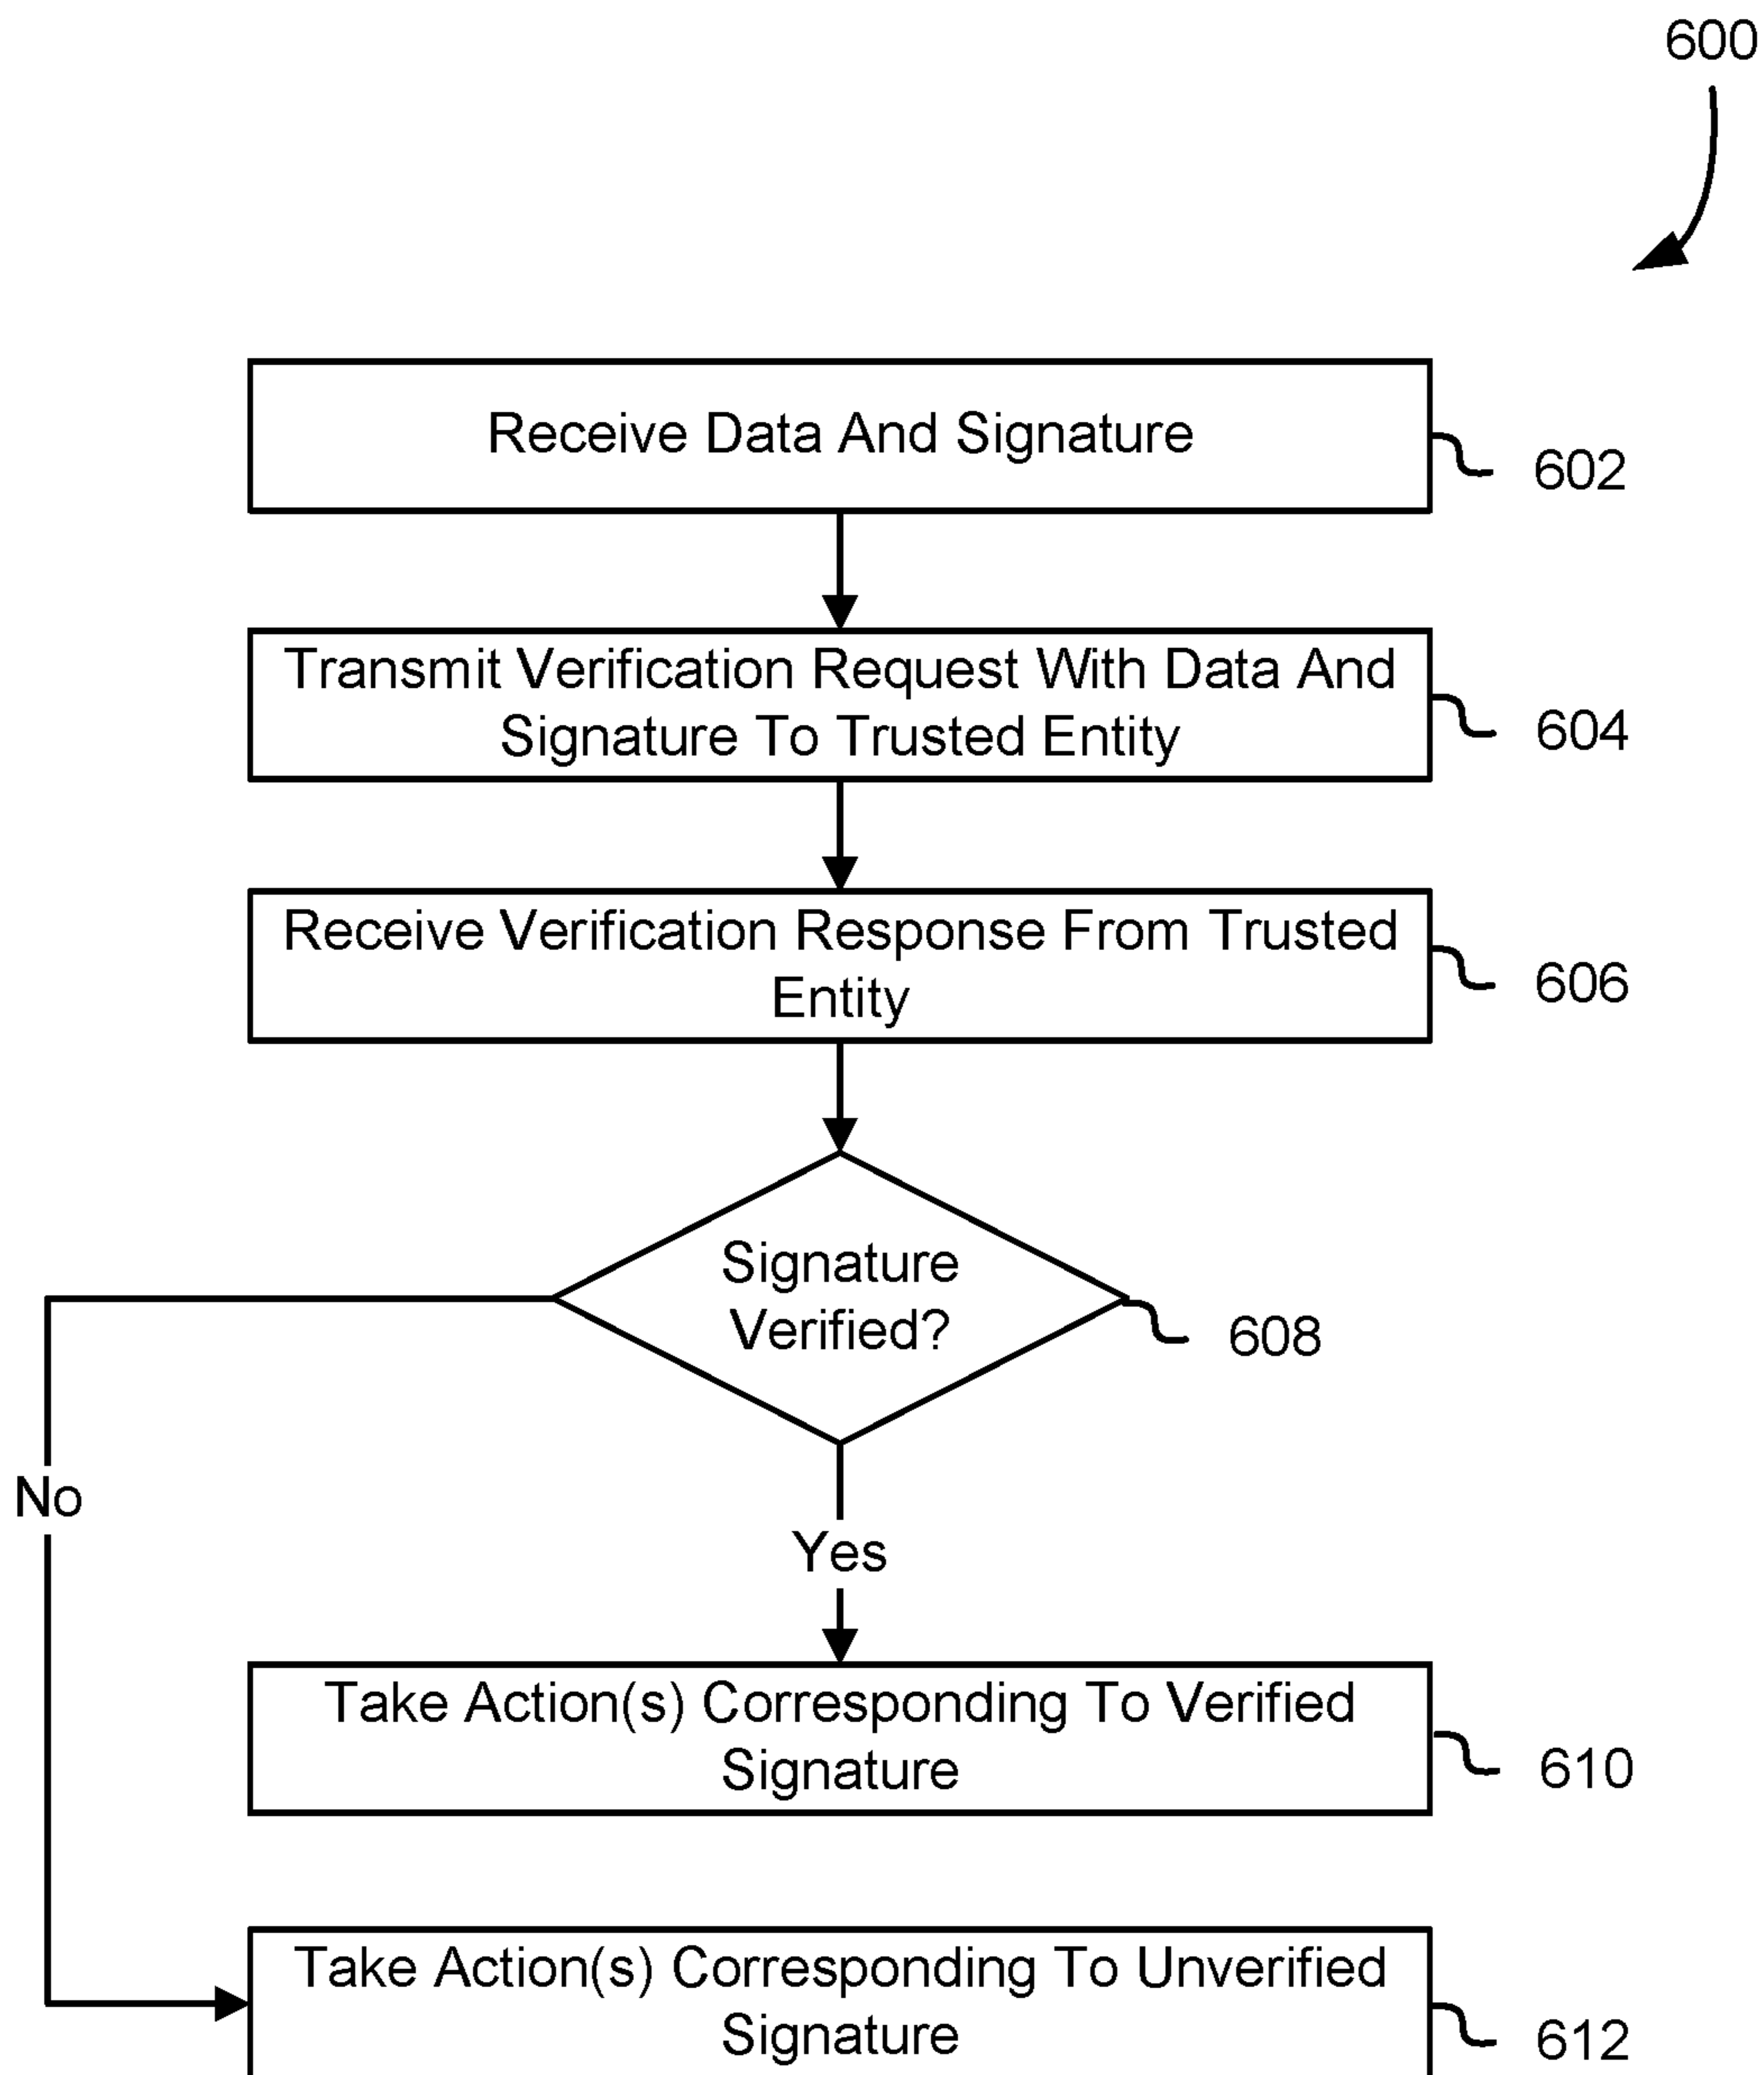 600
Receive Data And Signature
602
Transmit Verification Request With Data And
Signature To Trusted Entity
604
Receive Verification Response From Trusted
Entity
606
Signature
Verified?
608
No
Yes
Take Action(s) Corresponding To Verified
Signature
610
Take Action(s) Corresponding To Unverified
Signature
612